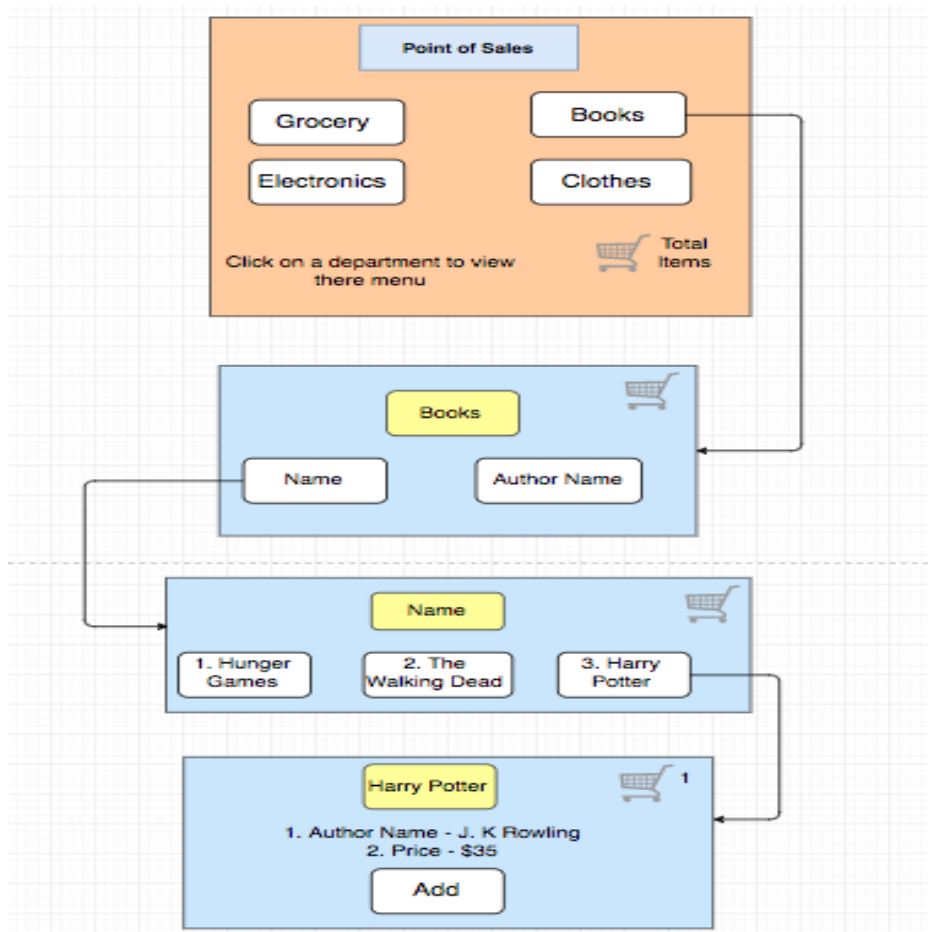 Point of Sales
Grocery
Books
Electronics
Clothes
Total
Items
Click on a department to view
there menu
Books
Name
Author Name
Name
1. Hunger
Games
2. The
Walking Dead
3. Harry
Potter
Harry Potter
1
1. Author Name - J. K Rowling
2. Price - $35
Add